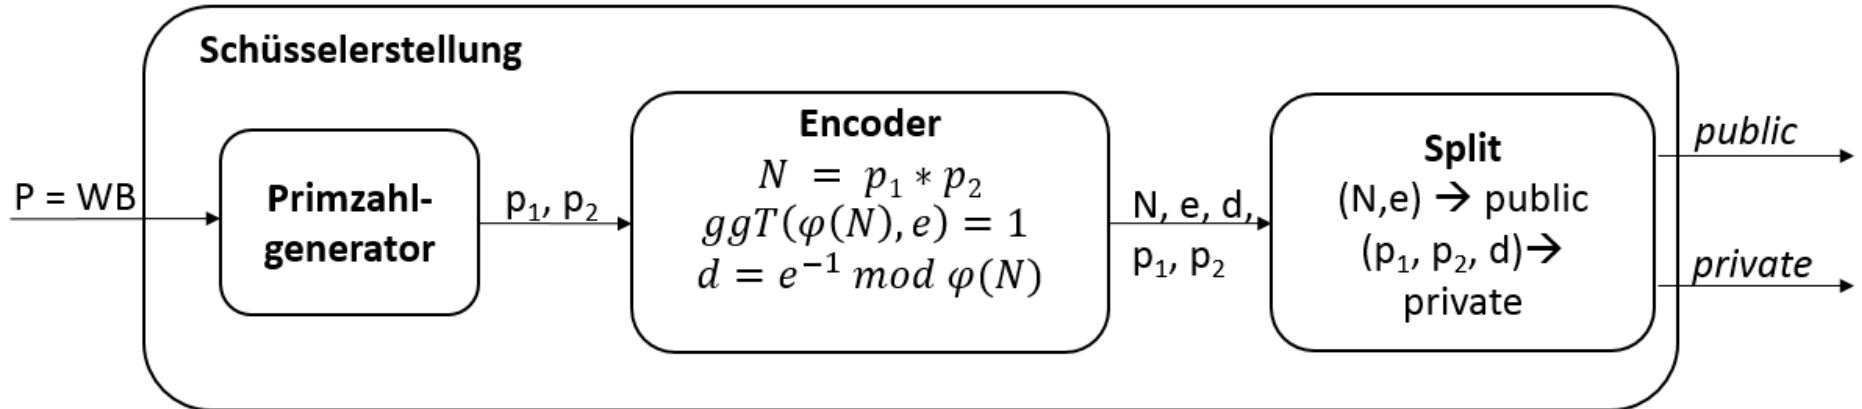 Schüsselerstellung
P = WB
Primzahl-
generator
p₁, p₂
Encoder
N = p₁ * p₂
ggT(φ(N), e) = 1
d = e⁻¹ mod φ(N)
N, e, d,
p₁, p₂
Split
(N,e) → public
(p₁, p₂, d)→
private
public
private